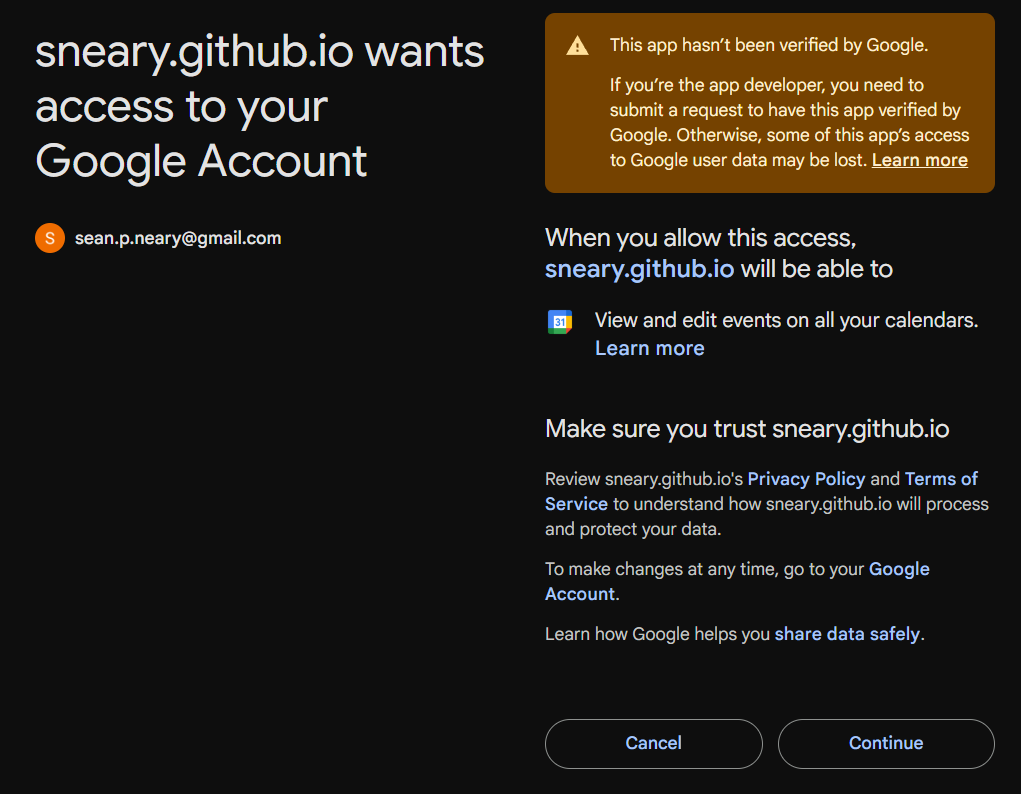 sneary.github.io wants
access to your
Google Account
S
sean.p.neary@gmail.com
This app hasn’t been verified by Google.
If you’re the app developer, you need to
submit a request to have this app verified by
Google. Otherwise, some of this app’s access
to Google user data may be lost. Learn more
When you allow this access,
sneary.github.io will be able to
31
View and edit events on all your calendars.
Learn more
Make sure you trust sneary.github.io
Review sneary.github.io's Privacy Policy and Terms of
Service to understand how sneary.github.io will process
and protect your data.
To make changes at any time, go to your Google
Account.
Learn how Google helps you share data safely.
Cancel
Continue